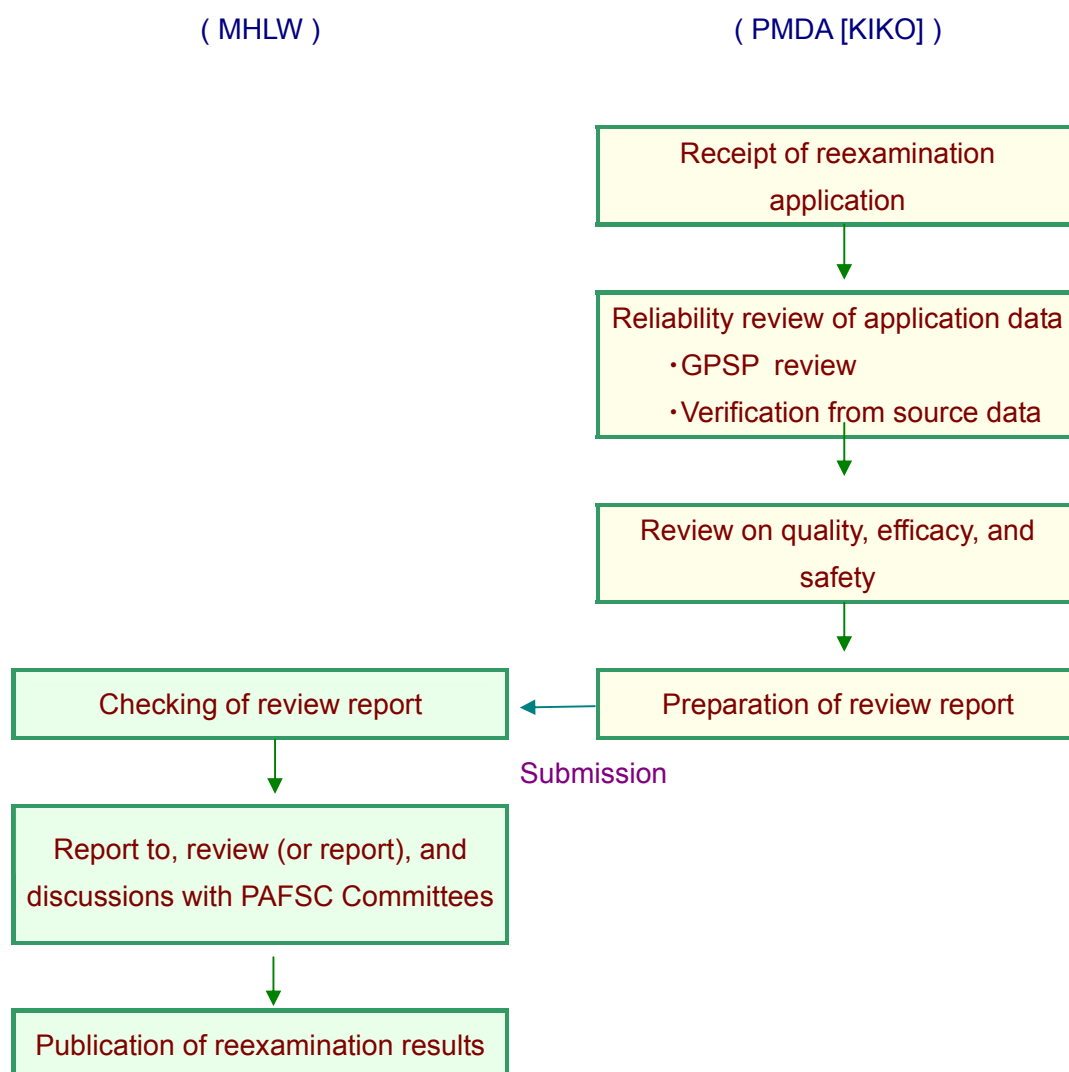 ( MHLW )
( PMDA [KIKO] )
Receipt of reexamination
application
Reliability review of application data
・GPSP  review
・Verification from source data
Review on quality, efficacy, and
safety
Preparation of review report
Submission
Checking of review report
Report to, review (or report), and
discussions with PAFSC Committees
Publication of reexamination results